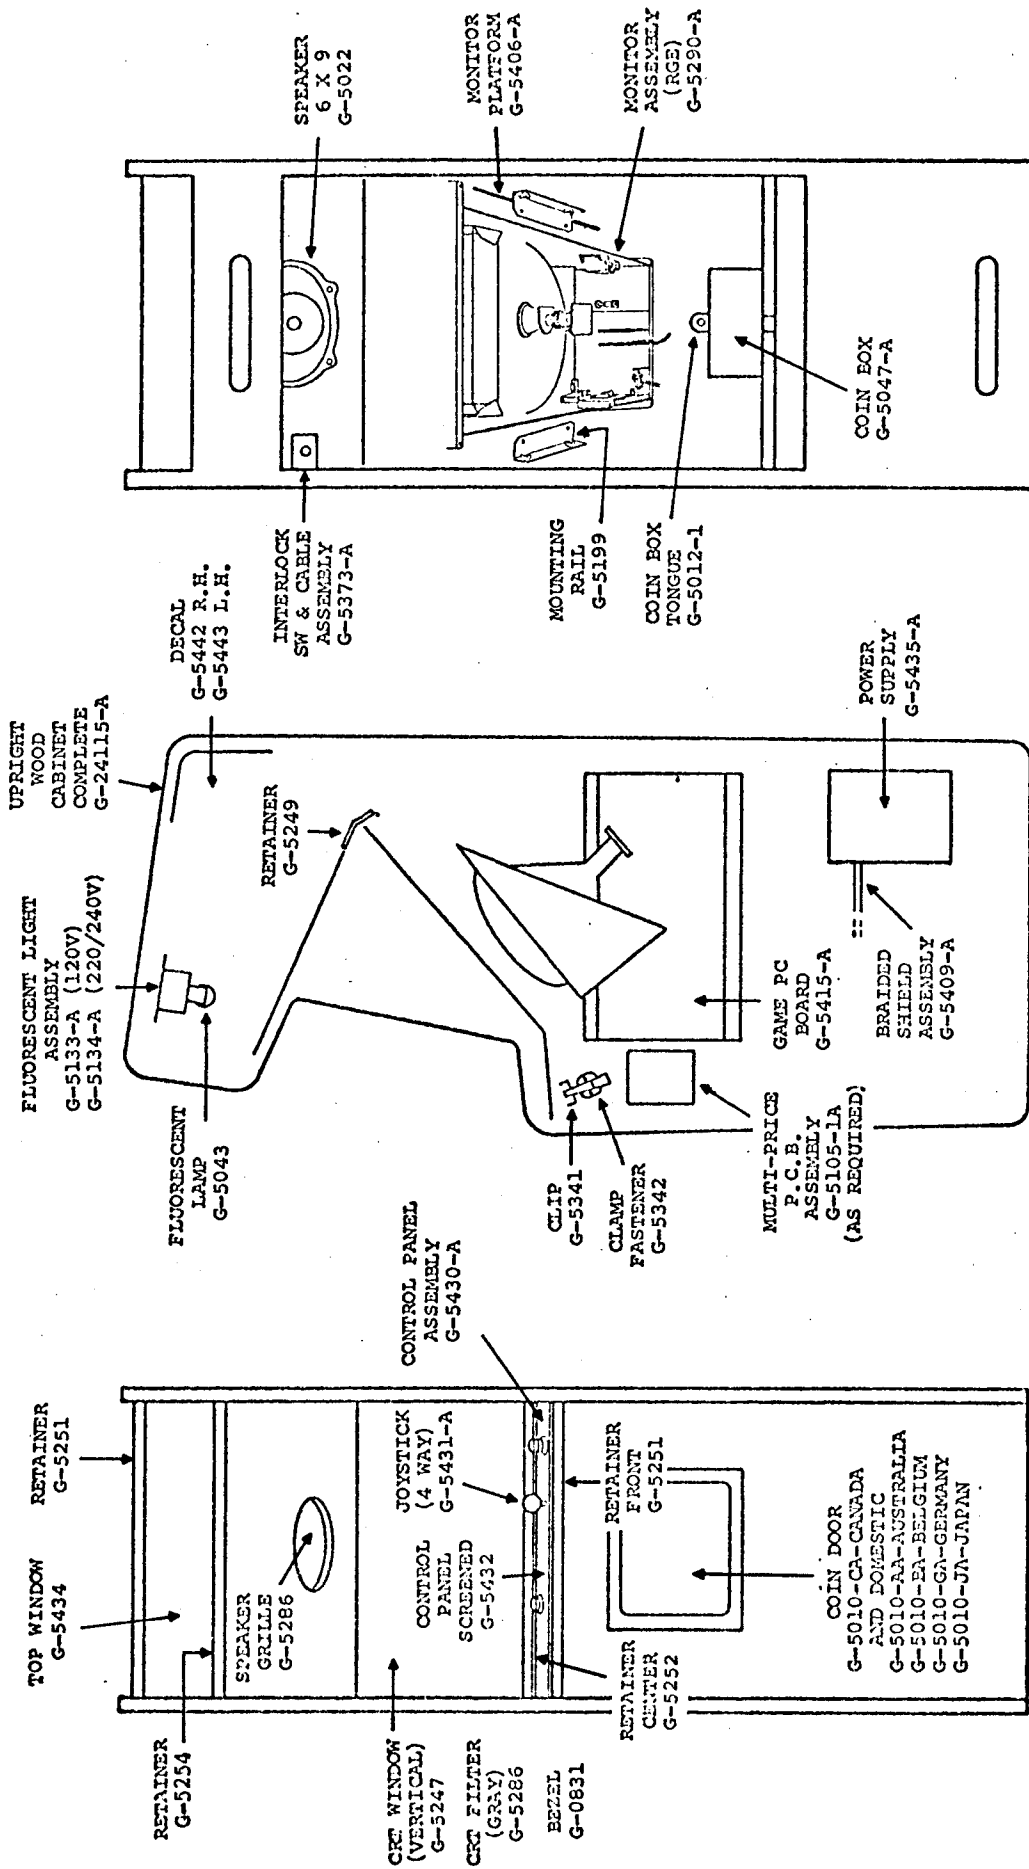 TOP WINDOW
G-5434
RETAINER
G-5251
RETAINER
G-5254
SPEAKER
GRILLE
G-5286
CRT WINDOW
(VERTICAL)
G-5247
CRT FILTER
(GRAY)
G-5286
BEZEL
G-0831
JOYSTICK
(4 WAY)
G-5431-A
CONTROL
PANEL
SCREENED
G-5432
CONTROL PANEL
ASSEMBLY
G-5430-A
RETAINER
CENTER
G-5252
RETAINER
FRONT
G-5251
COIN DOOR
G-5010-CA-CANADA
AND DOMESTIC
G-5010-AA-AUSTRALIA
G-5010-EA-BELGIUM
G-5010-GA-GERMANY
G-5010-JA-JAPAN
UPRIGHT
WOOD
CABINET
COMPLETE
G-24115-A
FLUORESCENT LIGHT
ASSEMBLY
G-5133-A (120V)
G-5134-A (220/240V)
FLUORESCENT
LAMP
G-5043
DECAL
G-5442 R.H.
G-5443 L.H.
RETAINER
G-5249
CLIP
G-5341
CLAMP
FASTENER
G-5342
MULTI-PRICE
P.C.B.
ASSEMBLY
G-5105-1A
(AS REQUIRED)
GAME PC
BOARD
G-5415-A
BRAIDED
SHIELD
ASSEMBLY
G-5409-A
POWER
SUPPLY
G-5435-A
SPEAKER
6 X 9
G-5022
INTERLOCK
SW & CABLE
ASSEMBLY
G-5373-A
MONITOR
PLATFORM
G-5406-A
MONITOR
ASSEMBLY
(RGE)
G-5290-A
MOUNTING
RAIL
G-5199
COIN BOX
TONGUE
G-5012-1
COIN BOX
G-5047-A